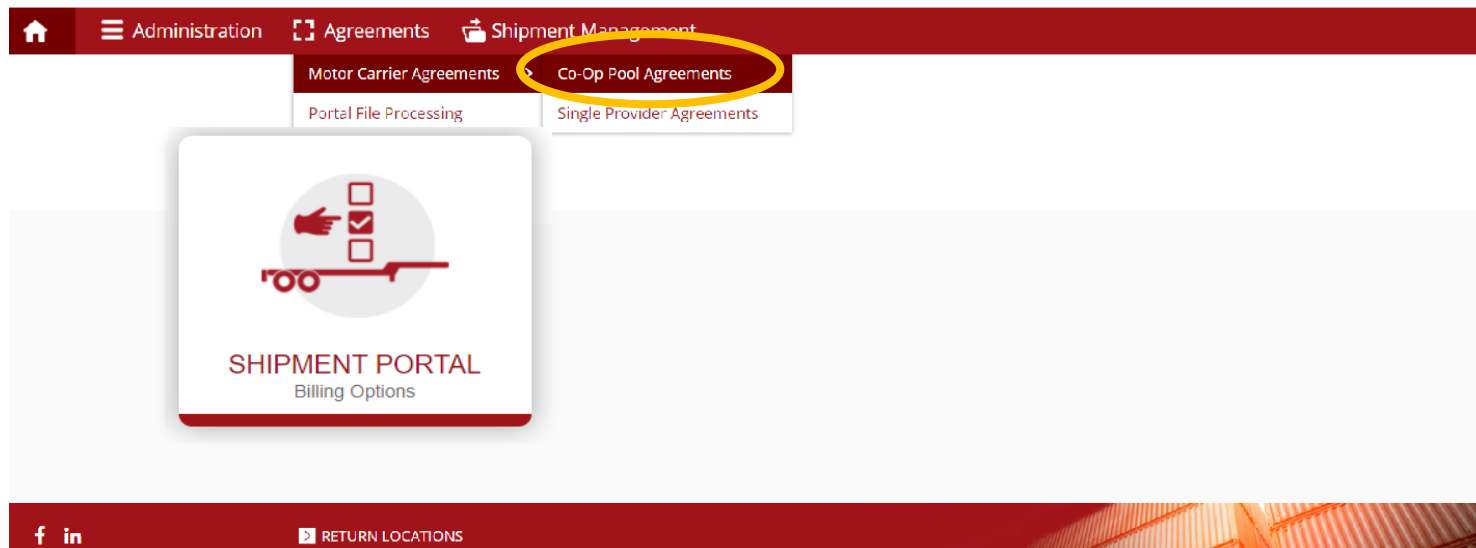 Administration Agreements Shipment Management
Motor Carrier Agreements Co-Op Pool Agreements
Portal File Processing Single Provider Agreements
SHIPMENT PORTAL
Billing Options
f in RETURN LOCATIONS